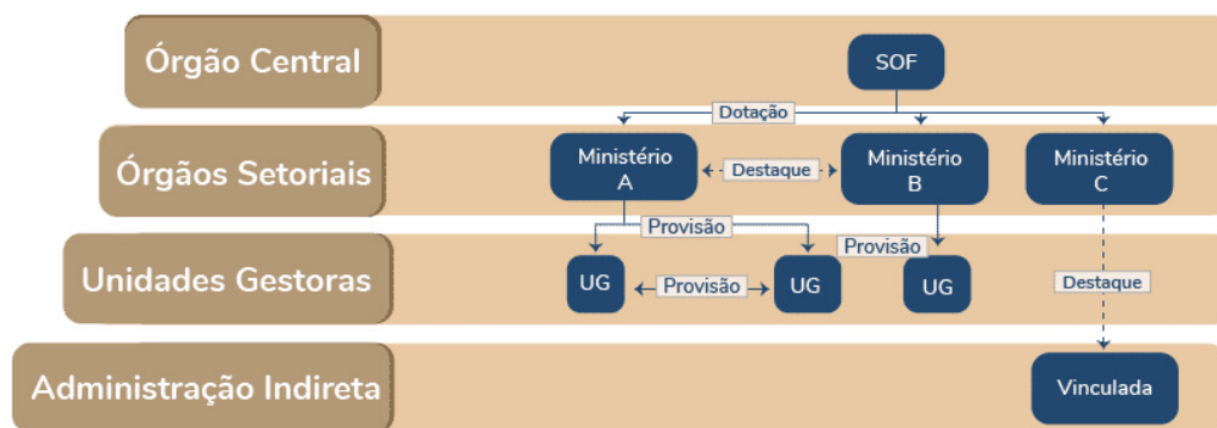 Órgão Central
SOF
Dotação
Órgãos Setoriais
Ministério
A
Destaque
Ministério
B
Ministério
C
Provisão
Provisão
Unidades Gestoras
UG
Provisão
UG
UG
Destaque
Administração Indireta
Vinculada